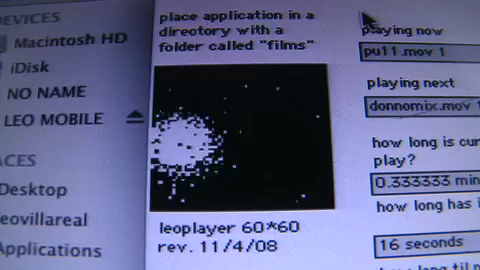 DEVICES
Macintosh HD
iDisk
NO NAME
LEO MOBILE
Desktop
eovillareal
Applications
place application in a
directory with a
folder called "films"
leoplayer 60*60
rev. 11/4/08
playing now
pu11.mov 1
playing next
donnomix.mov 1
how long is cur
play?
0.333333 min
how long has i
16 seconds